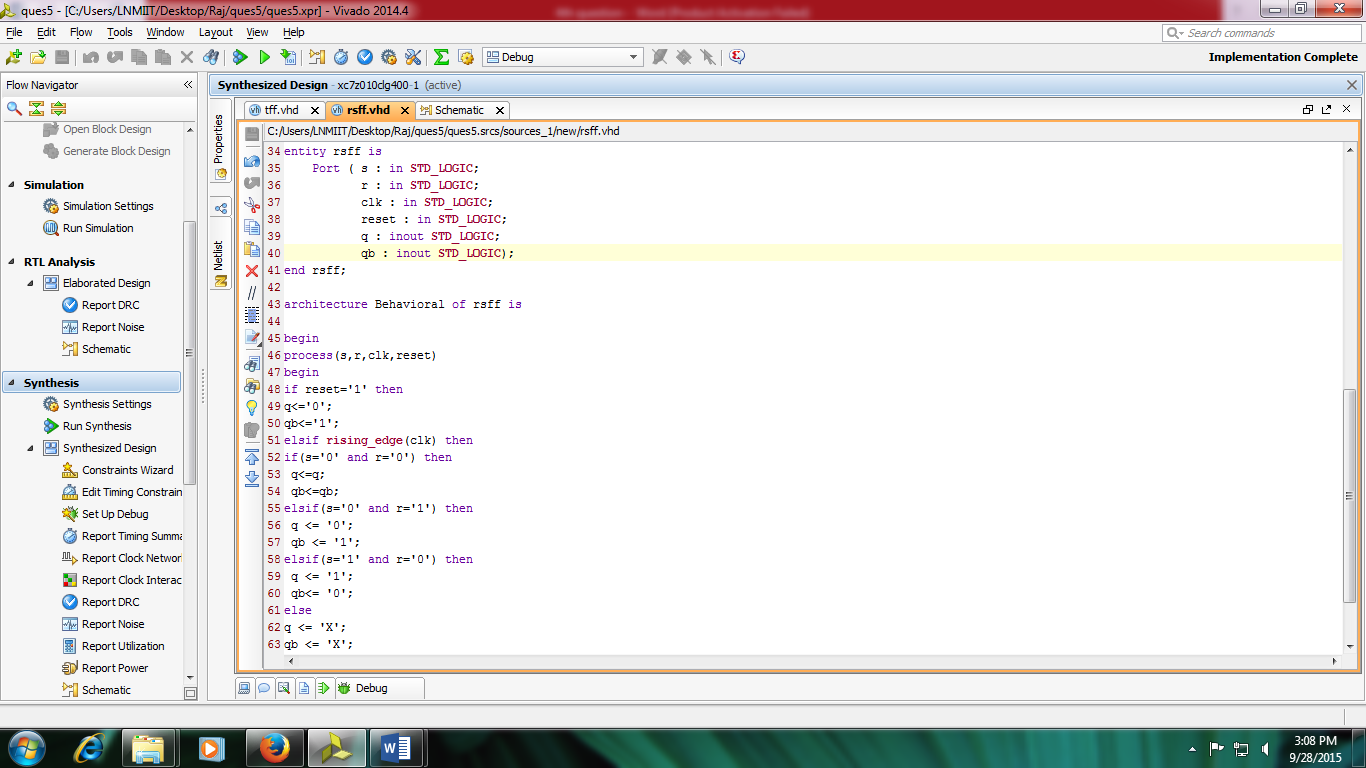 ques5 - [C:/Users/LNMIIT/Desktop/Raj/ques5/ques5.xpr] - Vivado 2014.4
File Edit Flow Tools Window Layout View Help
Search commands
Debug
Implementation Complete
Flow Navigator
Open Block Design
Generate Block Design
Simulation
Simulation Settings
Run Simulation
RTL Analysis
Elaborated Design
Report DRC
Report Noise
Schematic
Synthesis
Synthesis Settings
Run Synthesis
Synthesized Design
Constraints Wizard
Edit Timing Constrain
Set Up Debug
Report Timing Summa
Report Clock Networ
Report Clock Interac
Report DRC
Report Noise
Report Utilization
Report Power
Schematic
Synthesized Design - xc7z010clg400-1 (active)
Properties
Netlist
tff.vhd rsff.vhd Schematic
C:/Users/LNMIIT/Desktop/Raj/ques5/ques5.srcs/sources_1/new/rsff.vhd
34 entity rsff is
35 Port ( s : in STD_LOGIC;
36 r : in STD_LOGIC;
37 clk : in STD_LOGIC;
38 reset : in STD_LOGIC;
39 q : inout STD_LOGIC;
40 qb : inout STD_LOGIC);
41 end rsff;
42
43 architecture Behavioral of rsff is
44
45 begin
46 process(s,r,clk,reset)
47 begin
48 if reset='1' then
49 q<='0';
50 qb<='1';
51 elsif rising_edge(clk) then
52 if(s='0' and r='0') then
53 q<=q;
54 qb<=qb;
55 elsif(s='0' and r='1') then
56 q <= '0';
57 qb <= '1';
58 elsif(s='1' and r='0') then
59 q <= '1';
60 qb<= '0';
61 else
62 q <= 'X';
63 qb <= 'X';
Debug
3:08 PM
9/28/2015